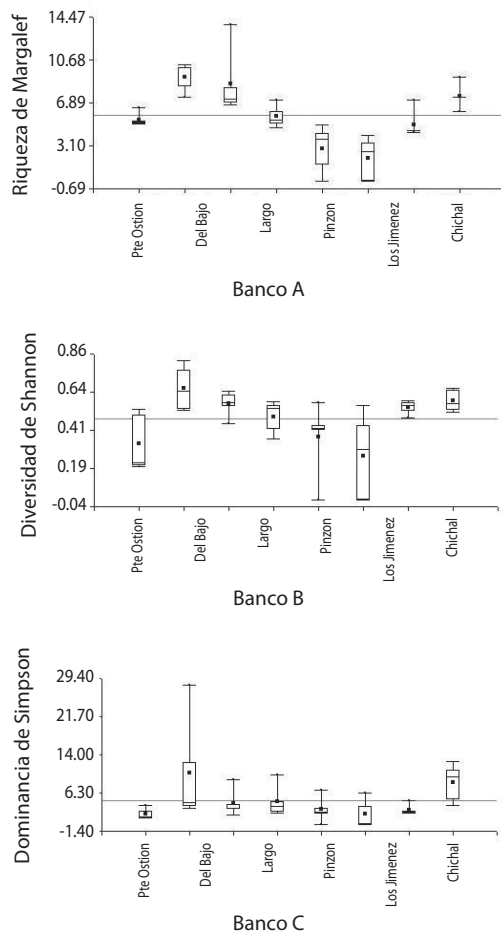 Riqueza de Margalef
14.47
10.68
6.89
3.10
-0.69
Pte Ostion
Del Bajo
Largo
Pinzon
Los Jimenez
Chichal
Banco A
Diversidad de Shannon
0.86
0.64
0.41
0.19
-0.04
Pte Ostion
Del Bajo
Largo
Pinzon
Los Jimenez
Chichal
Banco B
Dominancia de Simpson
29.40
21.70
14.00
6.30
-1.40
Pte Ostion
Del Bajo
Largo
Pinzon
Los Jimenez
Chichal
Banco C